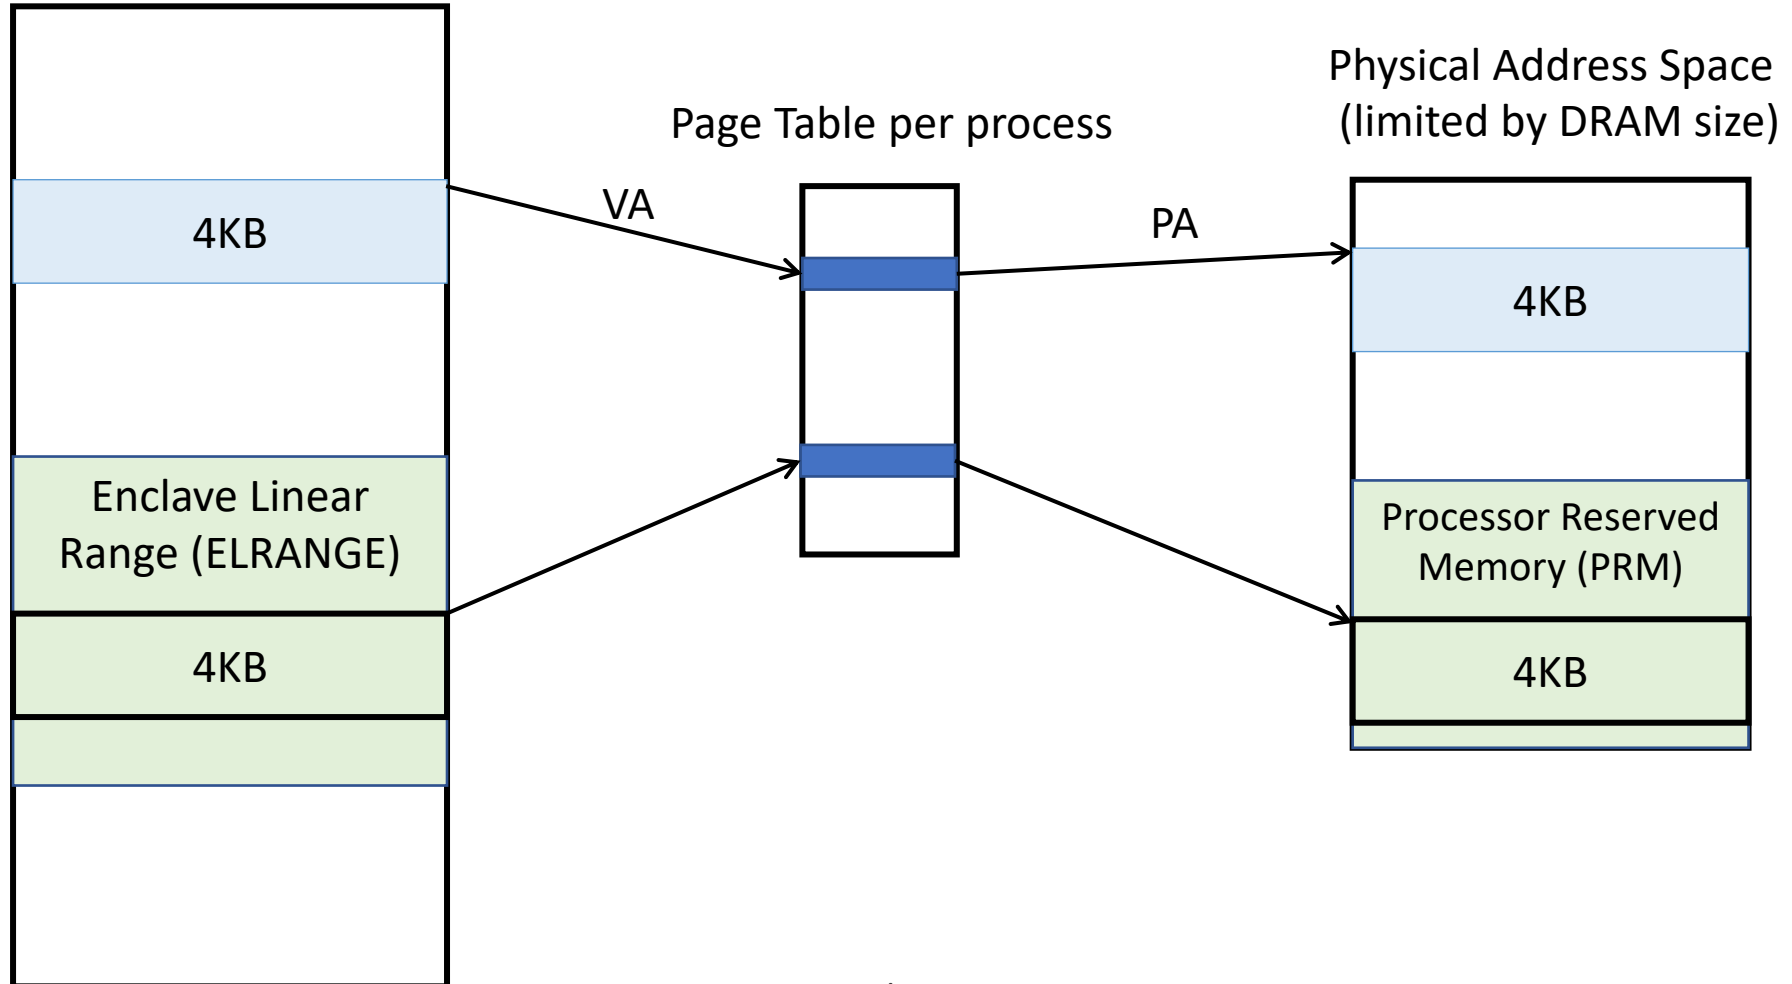 Physical Address Space
(limited by DRAM size)
Page Table per process
VA
PA
4KB
4KB
Enclave Linear
Range (ELRANGE)
Processor Reserved
Memory (PRM)
4KB
4KB